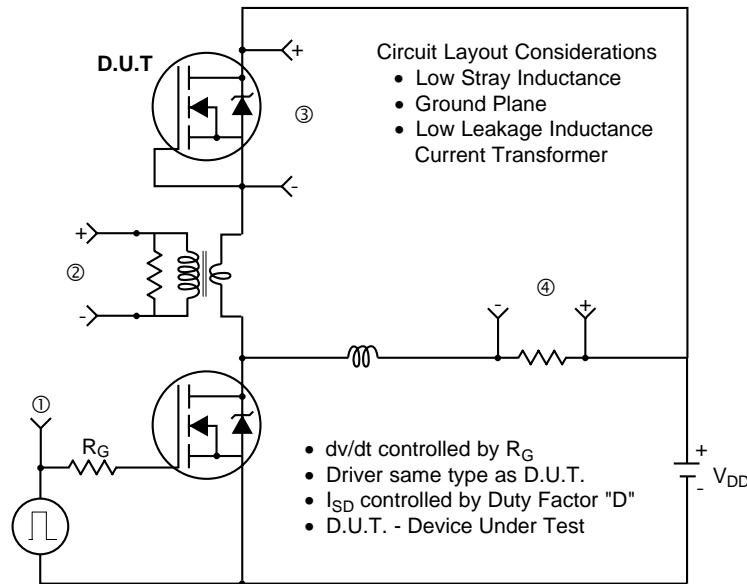 D.U.T
+
Circuit Layout Considerations
• Low Stray Inductance
• Ground Plane
• Low Leakage Inductance
Current Transformer
③
-
+
②
-
④
-
+
①
RG
• dv/dt controlled by RG
• Driver same type as D.U.T.
• ISD controlled by Duty Factor "D"
• D.U.T. - Device Under Test
+
VDD
-